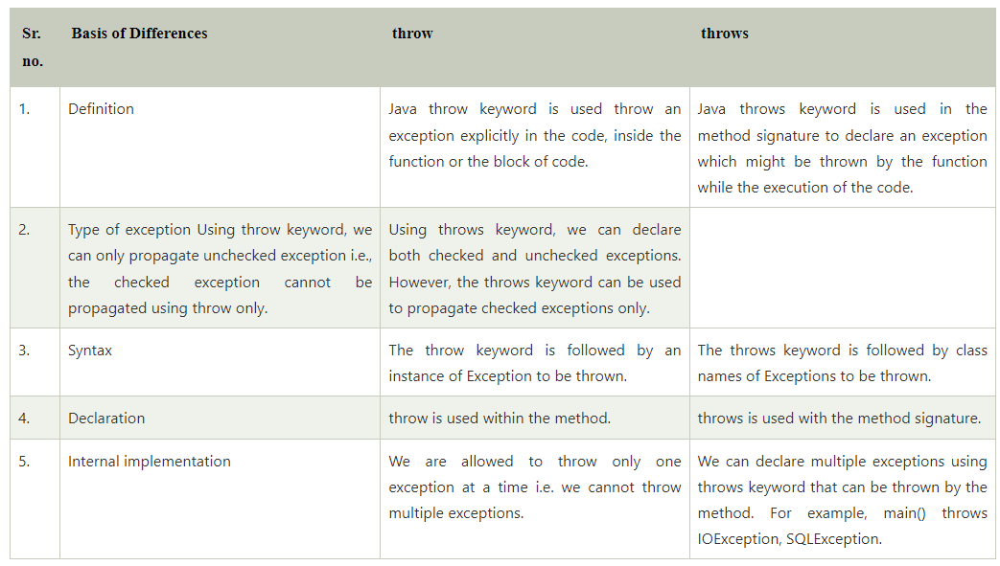 Sr. no.
Basis of Differences
throw
throws
1.
Definition
Java throw keyword is used throw an
exception explicitly in the code, inside the
function or the block of code.
Java throws keyword is used in the
method signature to declare an exception
which might be thrown by the function
while the execution of the code.
2.
Type of exception Using throw keyword, we
can only propagate unchecked exception i.e.,
the checked exception cannot be
propagated using throw only.
Using throws keyword, we can declare
both checked and unchecked exceptions.
However, the throws keyword can be used
to propagate checked exceptions only.
3.
Syntax
The throw keyword is followed by an
instance of Exception to be thrown.
The throws keyword is followed by class
names of Exceptions to be thrown.
4.
Declaration
throw is used within the method.
throws is used with the method signature.
5.
Internal implementation
We are allowed to throw only one
exception at a time i.e. we cannot throw
multiple exceptions.
We can declare multiple exceptions using
throws keyword that can be thrown by the
method. For example, main() throws
IOException, SQLException.